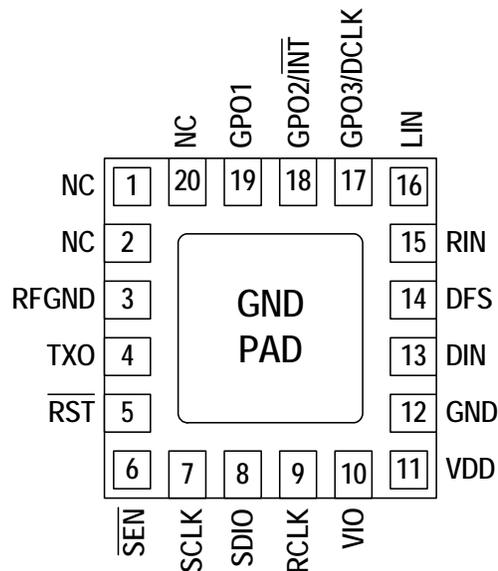 NC
GPO1
GPO2/INT
GPO3/DCLK
LIN
NC 1 20 19 18 17 16
NC 2 15 RIN
RFGND 3 GND 14 DFS
TXO 4 PAD 13 DIN
RST 5 12 GND
6 7 8 9 10 11 VDD
SEN
SCLK
SDIO
RCLK
VIO